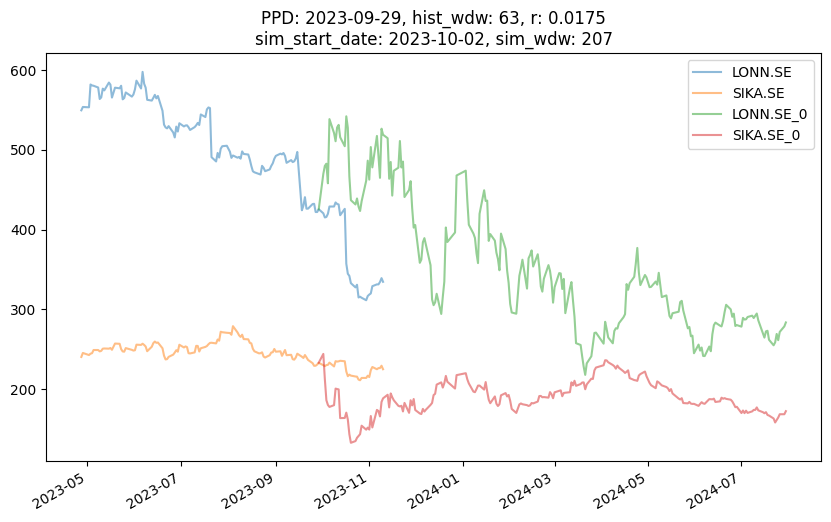 PPD: 2023-09-29, hist_wdw: 63, r: 0.0175
sim_start_date: 2023-10-02, sim_wdw: 207
LONN.SE
SIKA.SE
LONN.SE_0
SIKA.SE_0
600
500
400
300
200
2023-05
2023-07
2023-09
2023-11
2024-01
2024-03
2024-05
2024-07